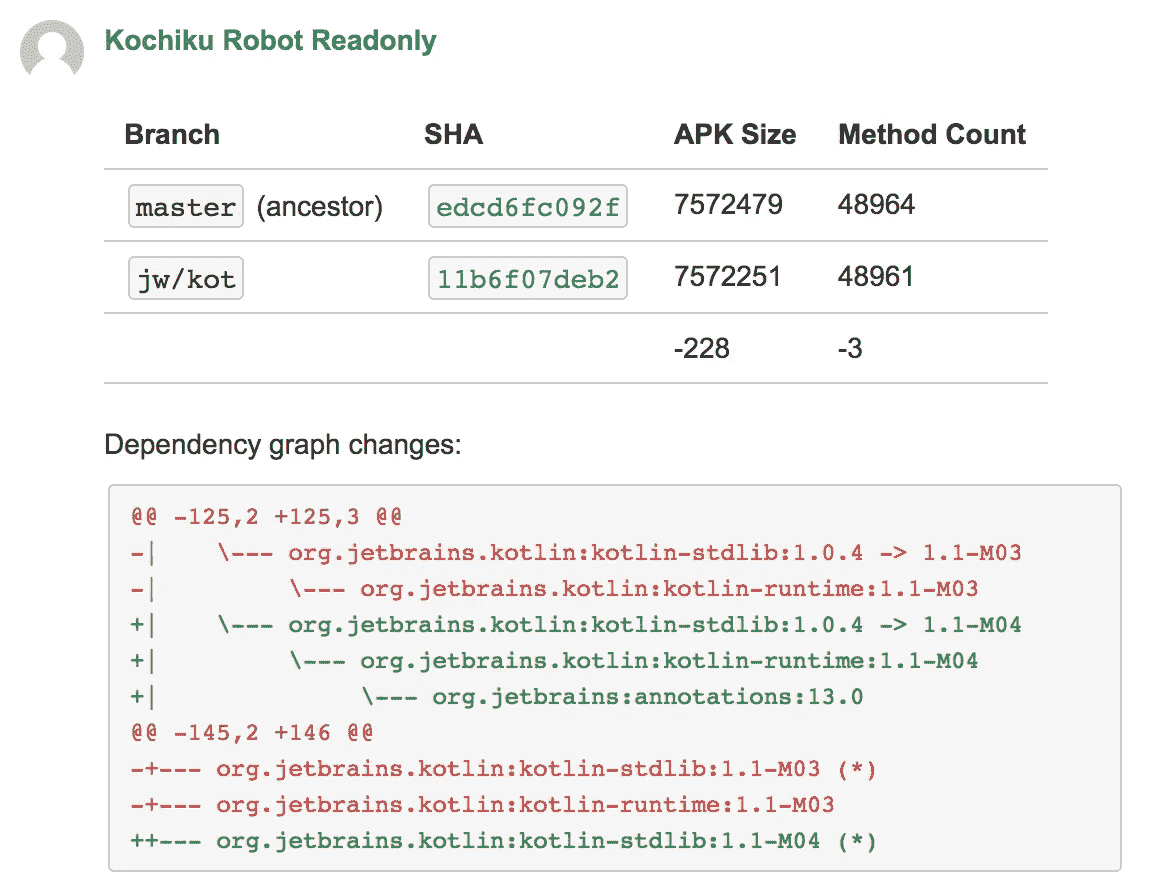 Kochiku Robot Readonly
Branch SHA APK Size Method Count
master (ancestor) edcd6fc092f 7572479 48964
jw/kot 11b6f07deb2 7572251 48961
-228 -3
Dependency graph changes:
@@ -125,2 +125,3 @@
-|    \--- org.jetbrains.kotlin:kotlin-stdlib:1.0.4 -> 1.1-M03
-|         \--- org.jetbrains.kotlin:kotlin-runtime:1.1-M03
+|    \--- org.jetbrains.kotlin:kotlin-stdlib:1.0.4 -> 1.1-M04
+|         \--- org.jetbrains.kotlin:kotlin-runtime:1.1-M04
+|              \--- org.jetbrains:annotations:13.0
@@ -145,2 +146 @@
-+--- org.jetbrains.kotlin:kotlin-stdlib:1.1-M03 (*)
-+--- org.jetbrains.kotlin:kotlin-runtime:1.1-M03
++--- org.jetbrains.kotlin:kotlin-stdlib:1.1-M04 (*)